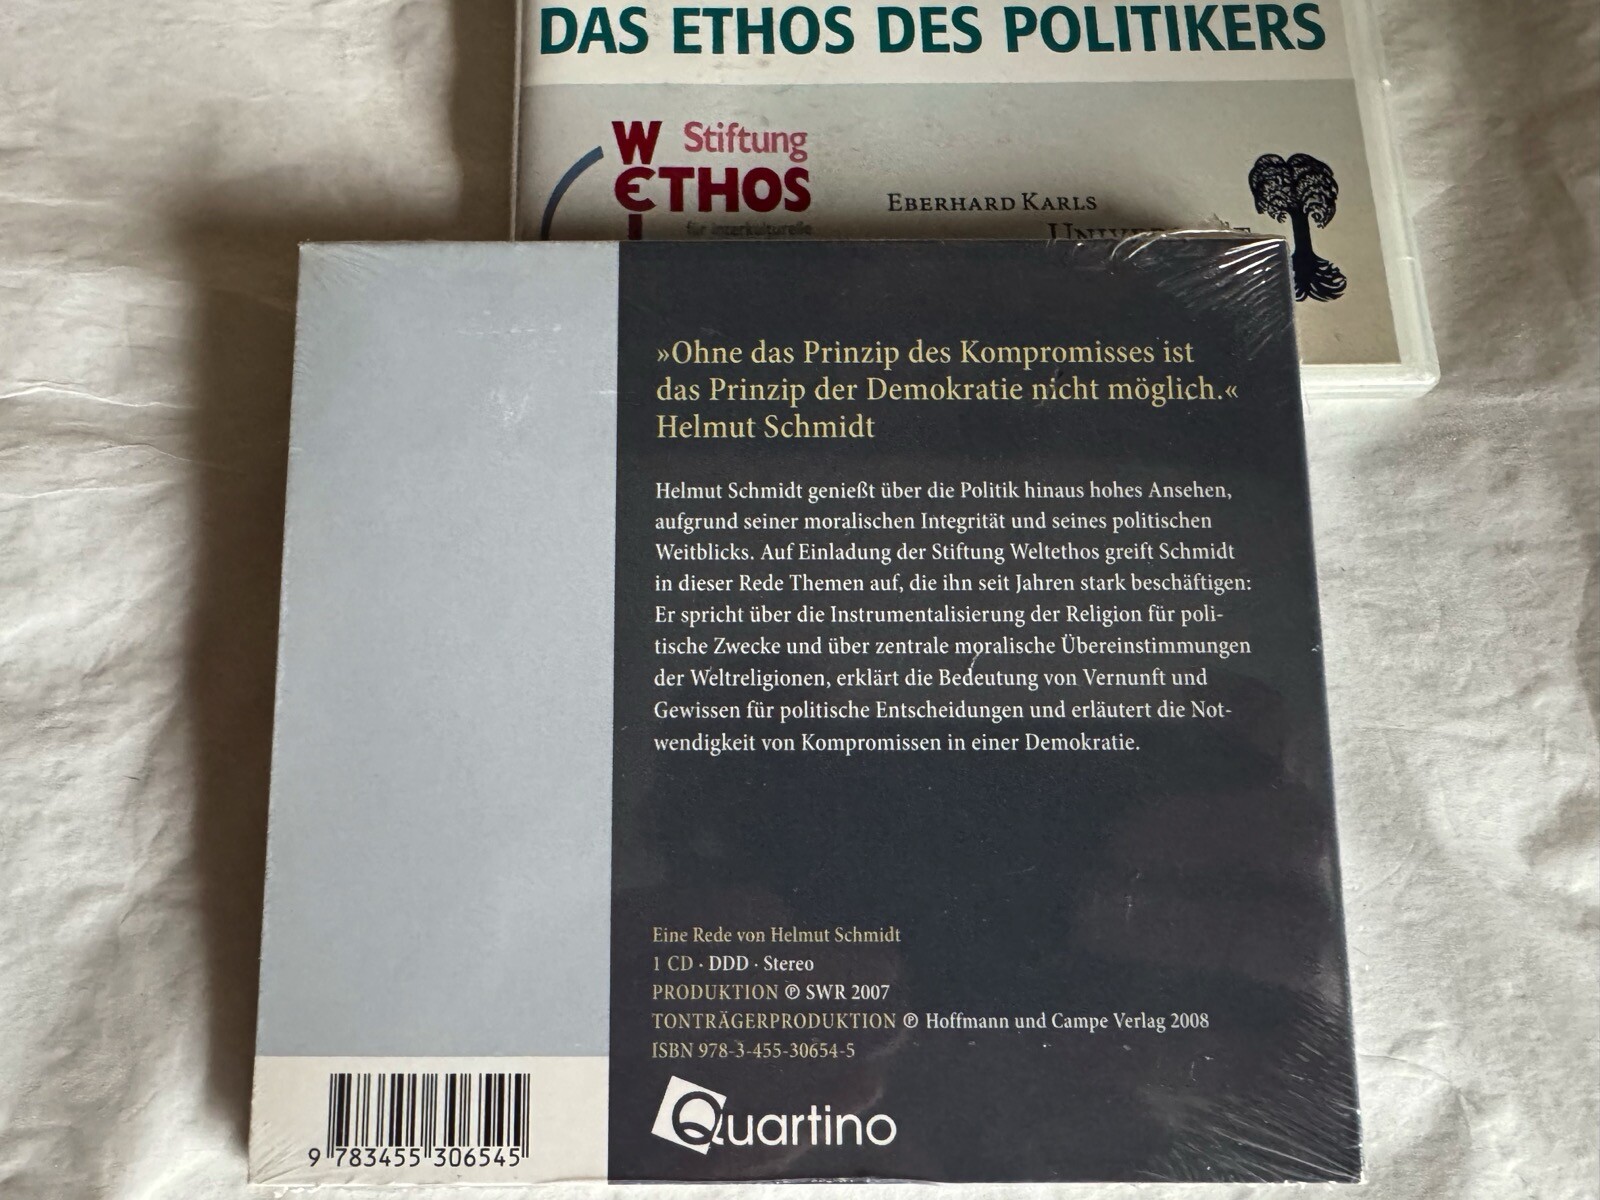 DAS ETHOS DES POLITIKERS
W Stiftung
ETHOS
für interkulturelle
EBERHARD KARLS
»Ohne das Prinzip des Kompromisses ist
das Prinzip der Demokratie nicht möglich.«
Helmut Schmidt
Helmut Schmidt genießt über die Politik hinaus hohes Ansehen,
aufgrund seiner moralischen Integrität und seines politischen
Weitblicks. Auf Einladung der Stiftung Weltethos greift Schmidt
in dieser Rede Themen auf, die ihn seit Jahren stark beschäftigen:
Er spricht über die Instrumentalisierung der Religion für poli-
tische Zwecke und über zentrale moralische Übereinstimmungen
der Weltreligionen, erklärt die Bedeutung von Vernunft und
Gewissen für politische Entscheidungen und erläutert die Not-
wendigkeit von Kompromissen in einer Demokratie.
Eine Rede von Helmut Schmidt
1 CD · DDD · Stereo
PRODUKTION ℗ SWR 2007
TONTRÄGERPRODUKTION ℗ Hoffmann und Campe Verlag 2008
ISBN 978-3-455-30654-5
Quartino
9 783455 306545